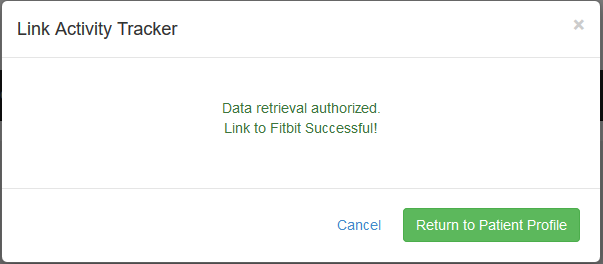 Link Activity Tracker
×
Data retrieval authorized.
Link to Fitbit Successful!
Cancel
Return to Patient Profile